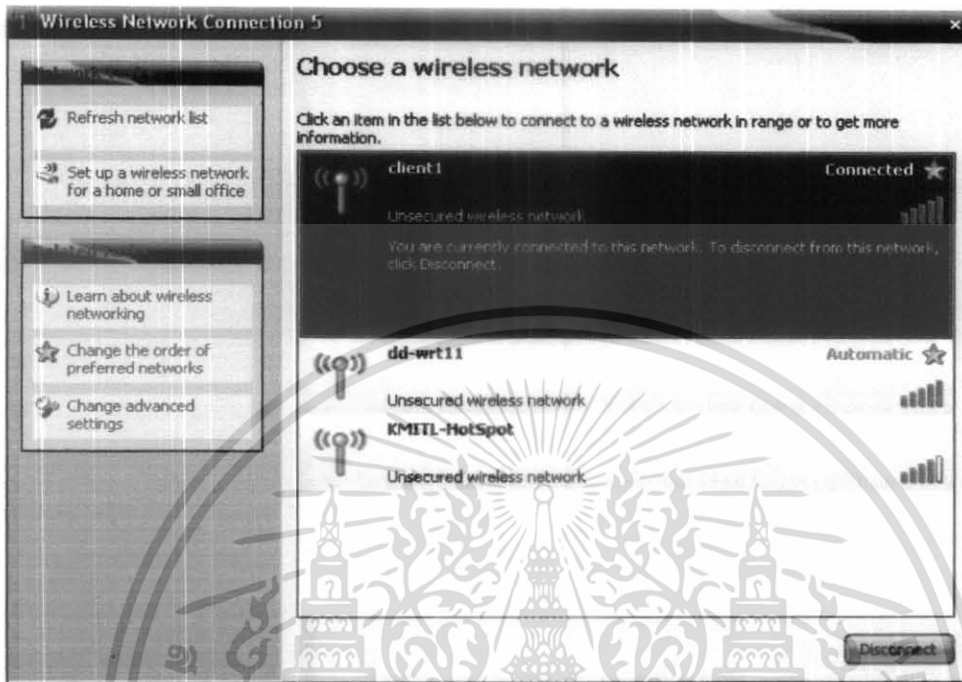 Wireless Network Connection 5
Refresh network list
Set up a wireless network
for a home or small office
Learn about wireless
networking
Change the order of
preferred networks
Change advanced
settings
Choose a wireless network
Click an item in the list below to connect to a wireless network in range or to get more
information.
client1
Connected
Unsecured wireless network
You are currently connected to this network. To disconnect from this network,
click Disconnect.
dd-wrt11
Automatic
Unsecured wireless network
KMITL-HotSpot
Unsecured wireless network
Disconnect